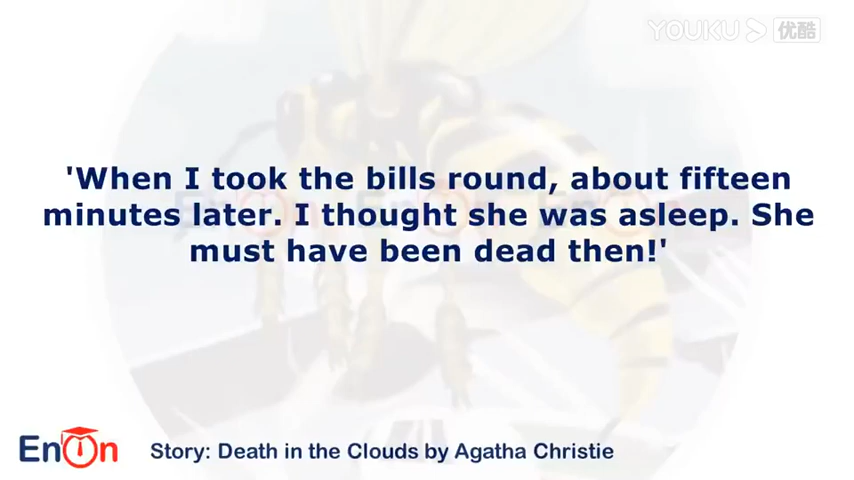 YOUKU 优酷
'When I took the bills round, about fifteen
minutes later. I thought she was asleep. She
must have been dead then!'
EnOn
Story: Death in the Clouds by Agatha Christie